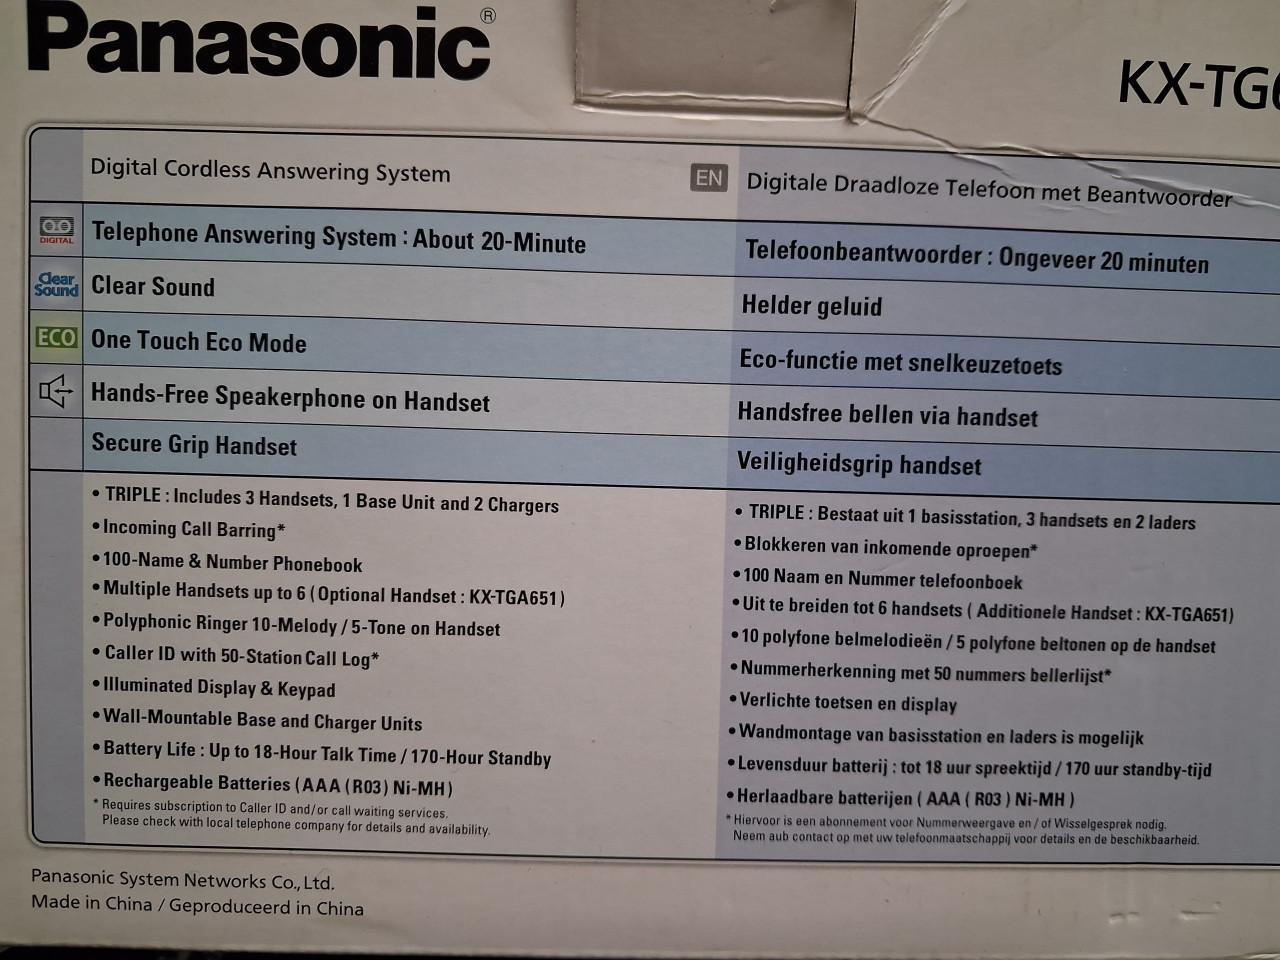 Panasonic®
KX-TG6
Digital Cordless Answering System
EN
DIGITAL
Telephone Answering System : About 20-Minute
Clear Sound
Clear Sound
ECO
One Touch Eco Mode
Hands-Free Speakerphone on Handset
Secure Grip Handset
• TRIPLE : Includes 3 Handsets, 1 Base Unit and 2 Chargers
• Incoming Call Barring*
• 100-Name & Number Phonebook
• Multiple Handsets up to 6 ( Optional Handset : KX-TGA651 )
• Polyphonic Ringer 10-Melody / 5-Tone on Handset
• Caller ID with 50-Station Call Log*
• Illuminated Display & Keypad
• Wall-Mountable Base and Charger Units
• Battery Life : Up to 18-Hour Talk Time / 170-Hour Standby
• Rechargeable Batteries ( AAA ( R03 ) Ni-MH )
* Requires subscription to Caller ID and/or call waiting services.
Please check with local telephone company for details and availability.
Digitale Draadloze Telefoon met Beantwoorder
Telefoonbeantwoorder : Ongeveer 20 minuten
Helder geluid
Eco-functie met snelkeuzetoets
Handsfree bellen via handset
Veiligheidsgrip handset
• TRIPLE : Bestaat uit 1 basisstation, 3 handsets en 2 laders
• Blokkeren van inkomende oproepen*
• 100 Naam en Nummer telefoonboek
• Uit te breiden tot 6 handsets ( Additionele Handset : KX-TGA651)
• 10 polyfone belmelodieën / 5 polyfone beltonen op de handset
• Nummerherkenning met 50 nummers bellerlijst*
• Verlichte toetsen en display
• Wandmontage van basisstation en laders is mogelijk
• Levensduur batterij : tot 18 uur spreektijd / 170 uur standby-tijd
• Herlaadbare batterijen ( AAA ( R03 ) Ni-MH )
* Hiervoor is een abonnement voor Nummerweergave en / of Wisselgesprek nodig.
Neem aub contact op met uw telefoonmaatschappij voor details en de beschikbaarheid.
Panasonic System Networks Co., Ltd.
Made in China / Geproduceerd in China